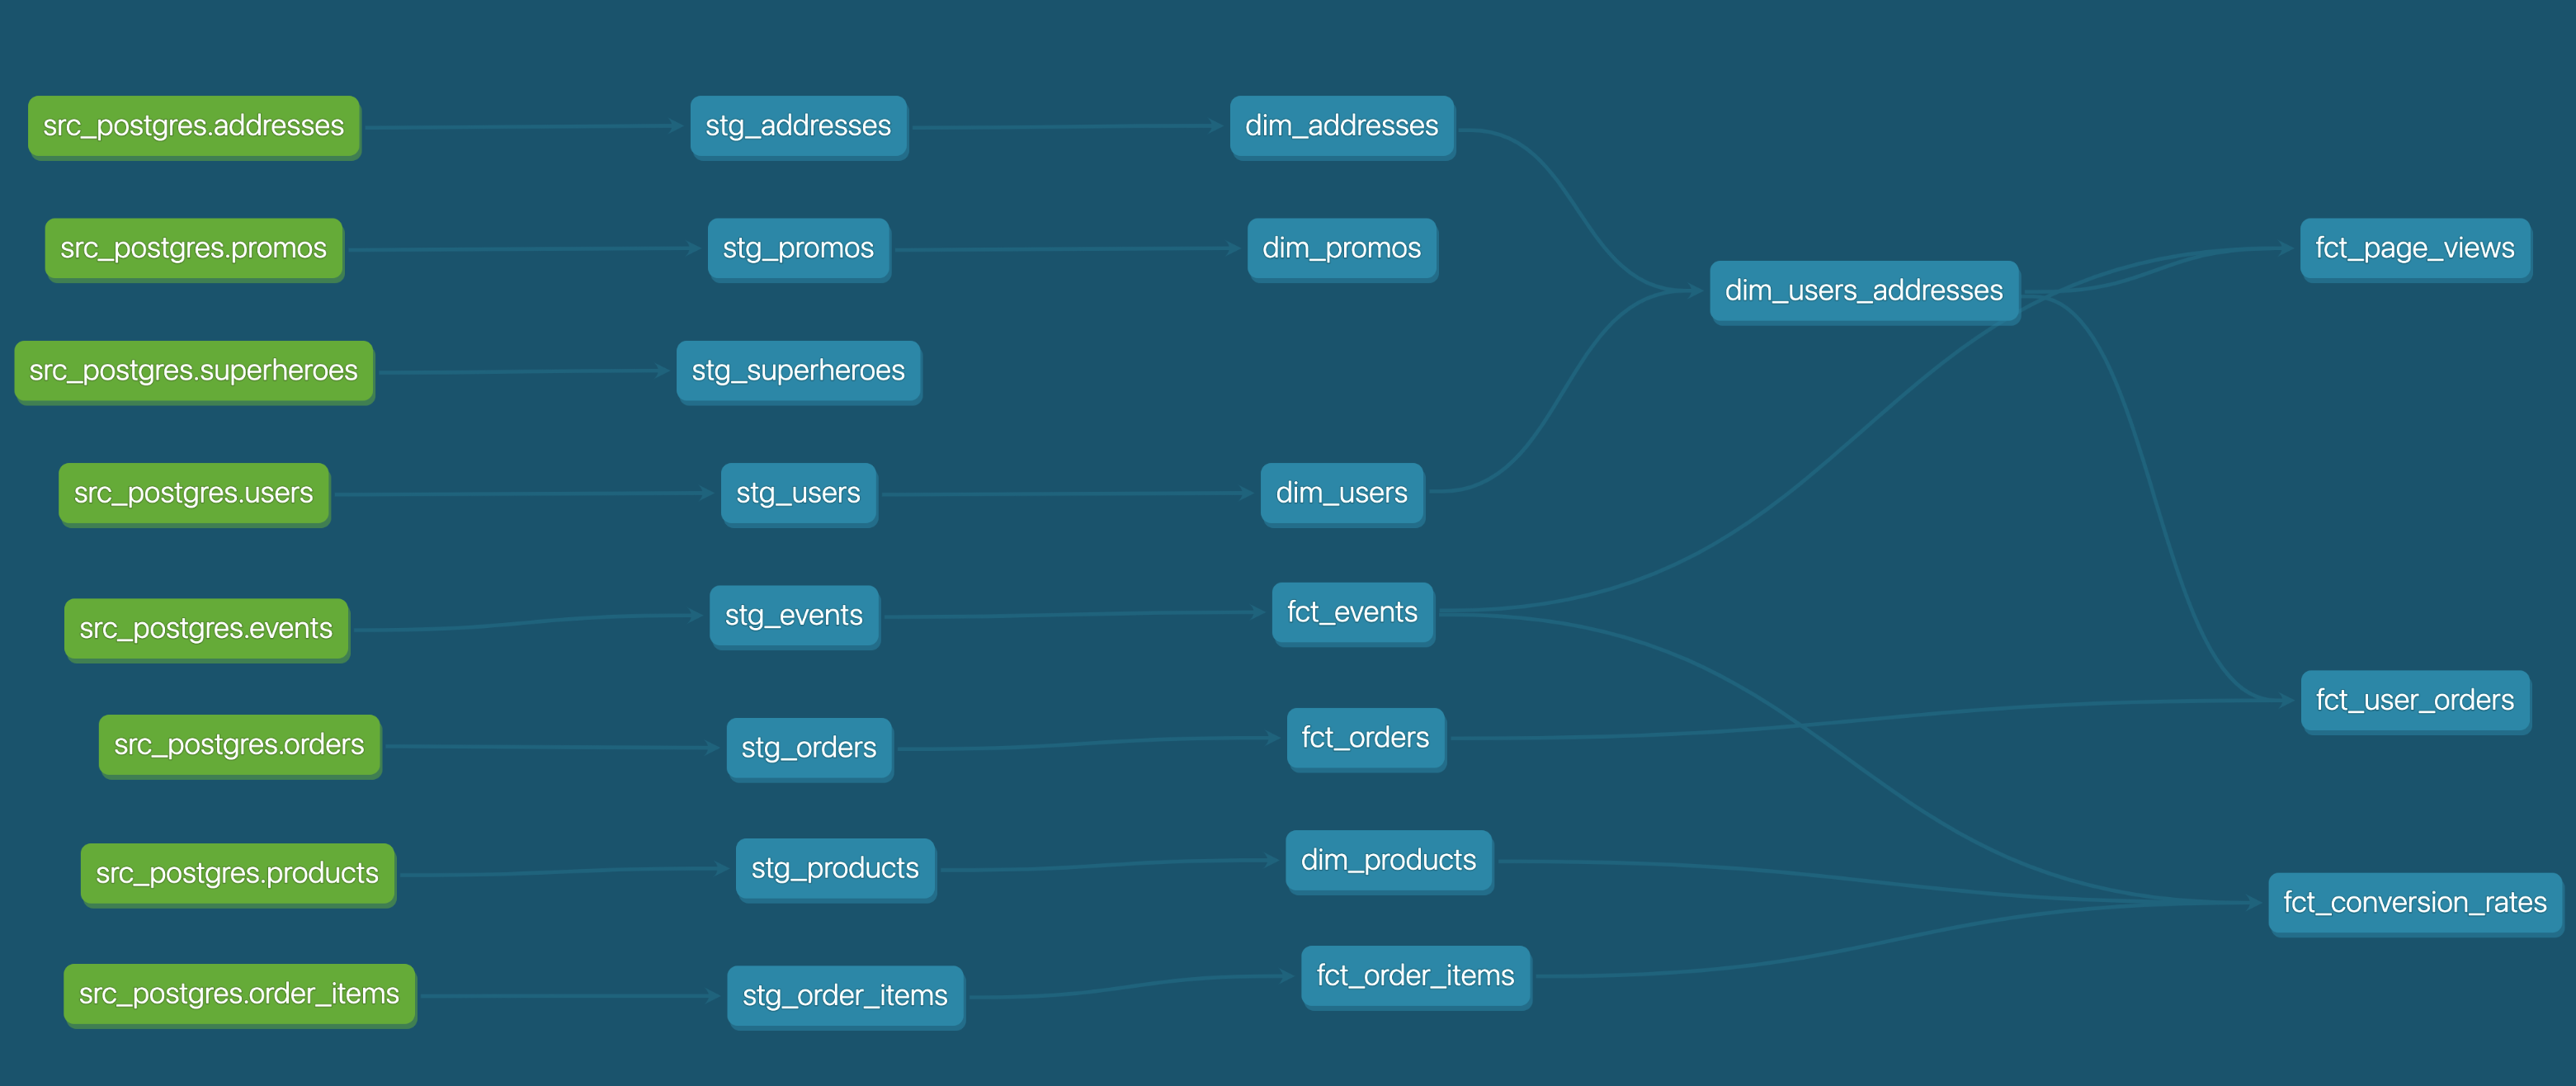 src_postgres.addresses
stg_addresses
dim_addresses
src_postgres.promos
stg_promos
dim_promos
fct_page_views
dim_users_addresses
src_postgres.superheroes
stg_superheroes
src_postgres.users
stg_users
dim_users
src_postgres.events
stg_events
fct_events
fct_user_orders
src_postgres.orders
stg_orders
fct_orders
src_postgres.products
stg_products
dim_products
fct_conversion_rates
src_postgres.order_items
stg_order_items
fct_order_items